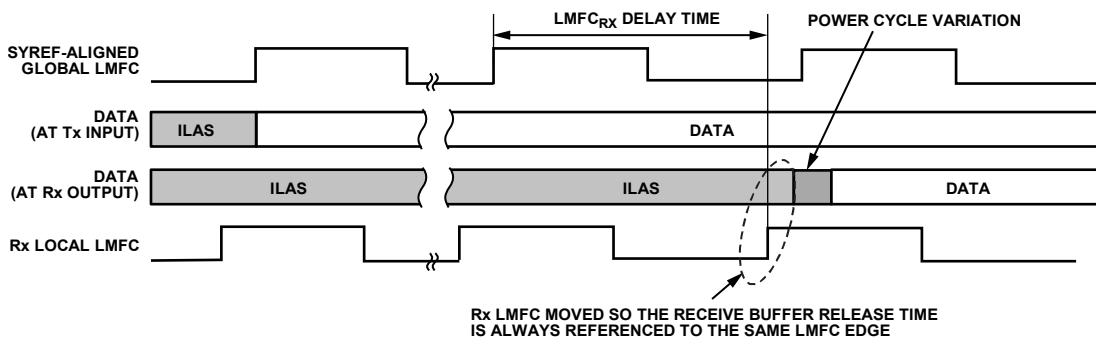 LMFCRX DELAY TIME
POWER CYCLE VARIATION
SYREF-ALIGNED
GLOBAL LMFC
DATA
(AT Tx INPUT)
ILAS
DATA
DATA
(AT Rx OUTPUT)
ILAS
ILAS
DATA
Rx LOCAL LMFC
Rx LMFC MOVED SO THE RECEIVE BUFFER RELEASE TIME
IS ALWAYS REFERENCED TO THE SAME LMFC EDGE